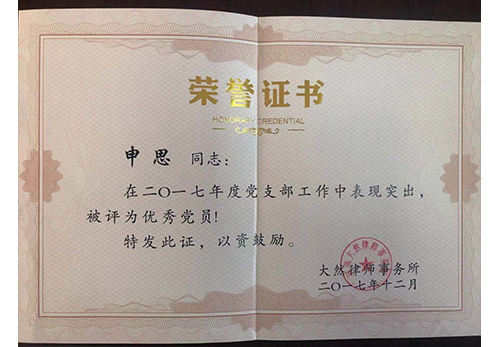 荣誉证书
HONORARY CREDENTIAL
申思 同志：
在二〇一七年度党支部工作中表现突出，
被评为优秀党员！
特发此证，以资鼓励。
大然律师事务所
二〇一七年十二月